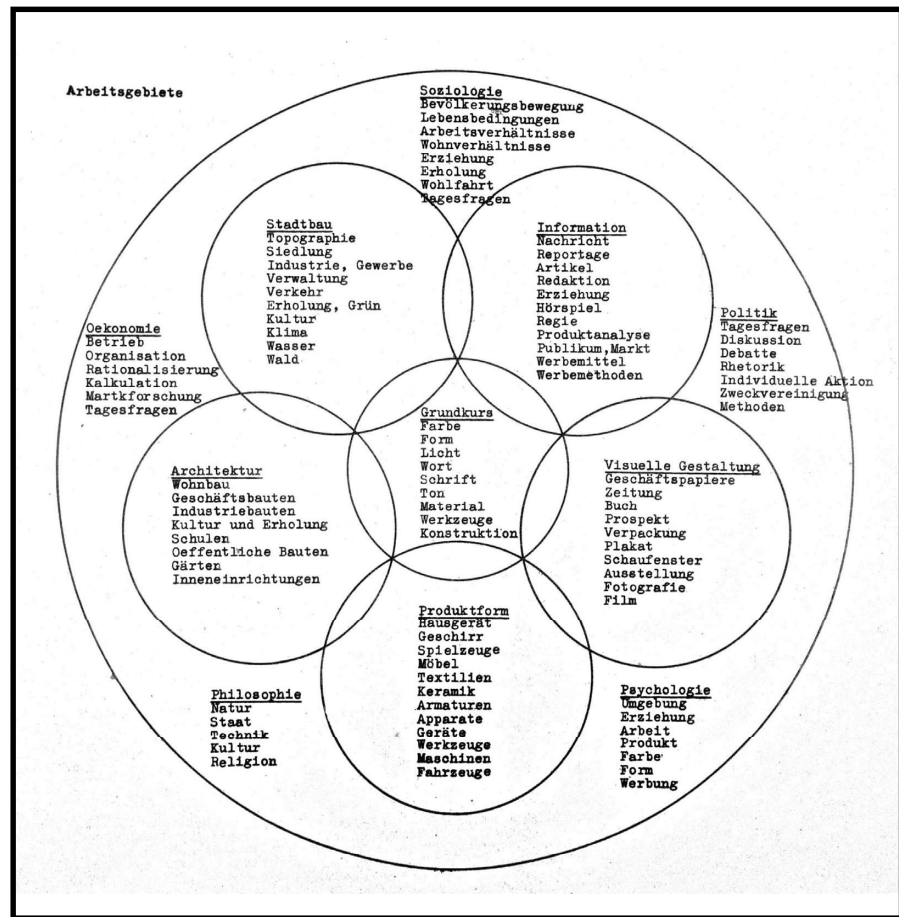 Arbeitsgebiete
Soziologie
Bevölkerungsbewegung
Lebensbedingungen
Arbeitsverhältnisse
Wohnverhältnisse
Erziehung
Erholung
Wohlfahrt
Tagesfragen
Stadtbau
Topographie
Siedlung
Industrie, Gewerbe
Verwaltung
Verkehr
Erholung, Grün
Kultur
Klima
Wasser
Wald
Information
Nachricht
Reportage
Artikel
Redaktion
Erziehung
Hörspiel
Regie
Produktanalyse
Publikum,Markt
Werbemittel
Werbemethoden
Oekonomie
Betrieb
Organisation
Rationalisierung
Kalkulation
Martkforschung
Tagesfragen
Politik
Tagesfragen
Diskussion
Debatte
Rhetorik
Individuelle Aktion
Zweckvereinigung
Methoden
Grundkurs
Farbe
Form
Licht
Wort
Schrift
Ton
Material
Werkzeuge
Konstruktion
Architektur
Wohnbau
Geschäftsbauten
Industriebauten
Kultur und Erholung
Schulen
Oeffentliche Bauten
Gärten
Inneneinrichtungen
Visuelle Gestaltung
Geschäftspapiere
Zeitung
Buch
Prospekt
Verpackung
Plakat
Schaufenster
Ausstellung
Fotografie
Film
Produktform
Hausgerät
Geschirr
Spielzeuge
Möbel
Textilien
Keramik
Armaturen
Apparate
Geräte
Werkzeuge
Maschinen
Fahrzeuge
Philosophie
Natur
Staat
Technik
Kultur
Religion
Psychologie
Umgebung
Erziehung
Arbeit
Produkt
Farbe
Form
Werbung